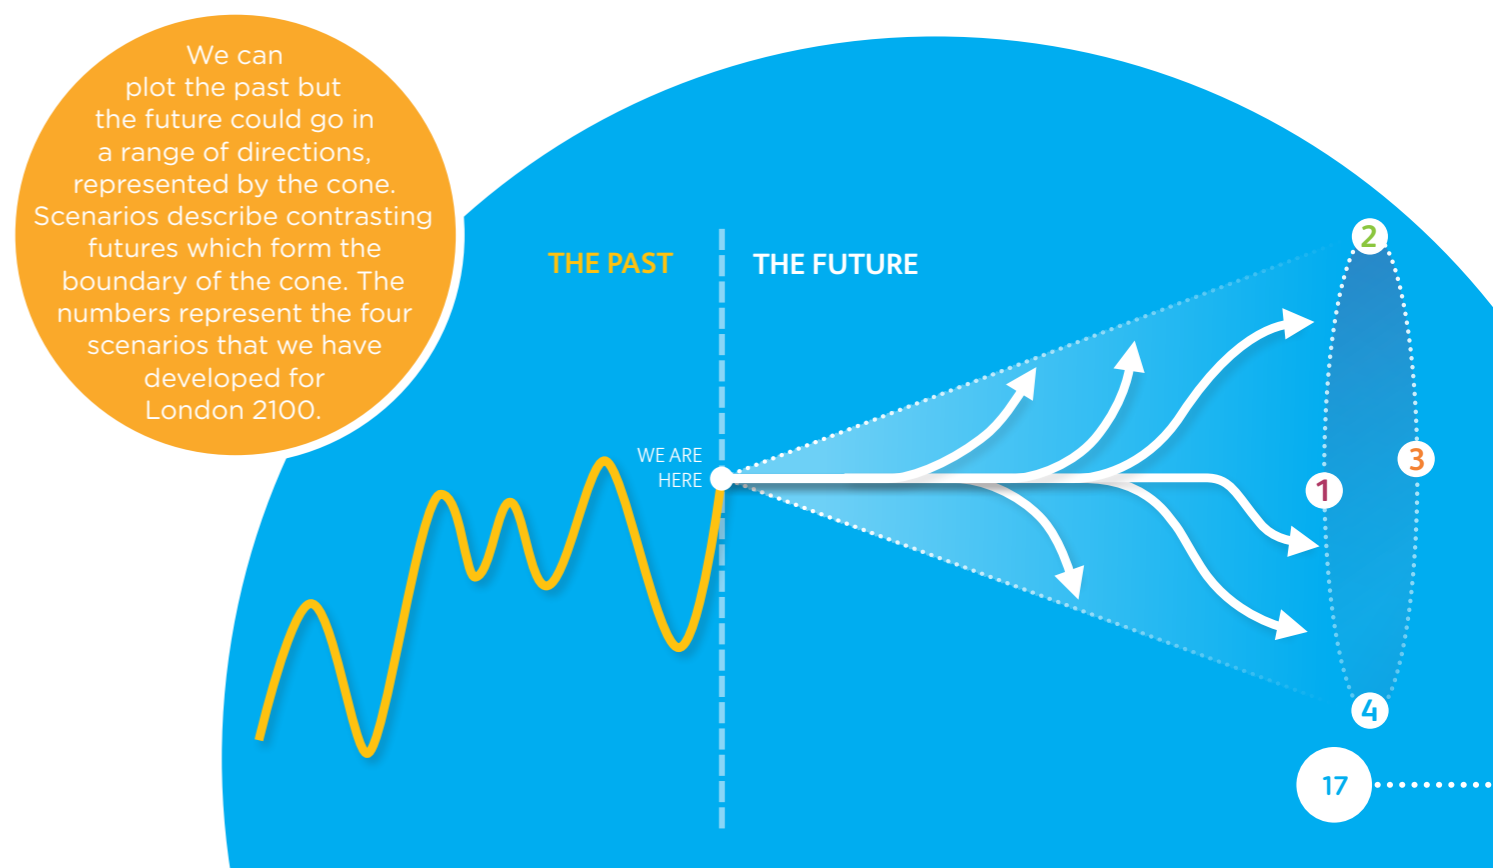 We can
plot the past but
the future could go in
a range of directions,
represented by the cone.
Scenarios describe contrasting
futures which form the
boundary of the cone. The
numbers represent the four
scenarios that we have
developed for
London 2100.
THE PAST
THE FUTURE
WE ARE
HERE
2
3
1
4
17